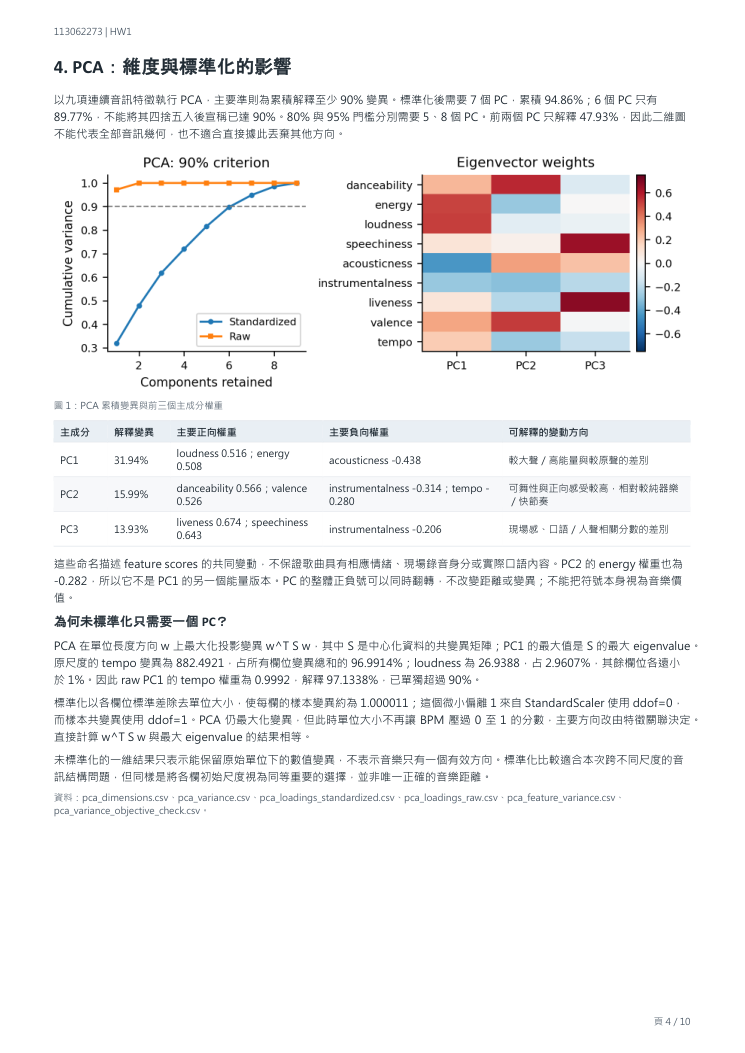 113062273 | HW1
4. PCA：維度與標準化的影響
以九項連續音訊特徵執行 PCA，主要準則為累積解釋至少 90% 變異。標準化後需要 7 個 PC，累積 94.86%；6 個 PC 只有
89.77%，不能將其四捨五入後宣稱已達 90%。80% 與 95% 門檻分別需要 5、8 個 PC。前兩個 PC 只解釋 47.93%，因此二維圖
不能代表全部音訊幾何，也不適合直接據此丟棄其他方向。
PCA: 90% criterion
Cumulative variance
1.0
0.9
0.8
0.7
0.6
0.5
0.4
0.3
Standardized
Raw
2 4 6 8
Components retained
Eigenvector weights
danceability
energy
loudness
speechiness
acousticness
instrumentalness
liveness
valence
tempo
PC1 PC2 PC3
0.6
0.4
0.2
0.0
−0.2
−0.4
−0.6
圖 1：PCA 累積變異與前三個主成分權重
主成分 解釋變異 主要正向權重 主要負向權重 可解釋的變動方向
PC1 31.94% loudness 0.516；energy 0.508 acousticness -0.438 較大聲 / 高能量與較原聲的差別
PC2 15.99% danceability 0.566；valence 0.526 instrumentalness -0.314；tempo -0.280 可舞性與正向感受較高，相對較純器樂 / 快節奏
PC3 13.93% liveness 0.674；speechiness 0.643 instrumentalness -0.206 現場感、口語 / 人聲相關分數的差別
這些命名描述 feature scores 的共同變動，不保證歌曲具有相應情緒、現場錄音身分或實際口語內容。PC2 的 energy 權重也為
-0.282，所以它不是 PC1 的另一個能量版本。PC 的整體正負號可以同時翻轉，不改變距離或變異；不能把符號本身視為音樂價
值。
為何未標準化只需要一個 PC？
PCA 在單位長度方向 w 上最大化投影變異 w^T S w，其中 S 是中心化資料的共變異矩陣；PC1 的最大值是 S 的最大 eigenvalue。
原尺度的 tempo 變異為 882.4921，占所有欄位變異總和的 96.9914%；loudness 為 26.9388，占 2.9607%，其餘欄位各遠小
於 1%。因此 raw PC1 的 tempo 權重為 0.9992，解釋 97.1338%，已單獨超過 90%。
標準化以各欄位標準差除去單位大小，使每欄的樣本變異約為 1.000011；這個微小偏離 1 來自 StandardScaler 使用 ddof=0，
而樣本共變異使用 ddof=1。PCA 仍最大化變異，但此時單位大小不再讓 BPM 壓過 0 至 1 的分數，主要方向改由特徵關聯決定。
直接計算 w^T S w 與最大 eigenvalue 的結果相等。
未標準化的一維結果只表示能保留原始單位下的數值變異，不表示音樂只有一個有效方向。標準化比較適合本次跨不同尺度的音
訊結構問題，但同樣是將各欄初始尺度視為同等重要的選擇，並非唯一正確的音樂距離。
資料：pca_dimensions.csv、pca_variance.csv、pca_loadings_standardized.csv、pca_loadings_raw.csv、pca_feature_variance.csv、
pca_variance_objective_check.csv。
頁 4 / 10